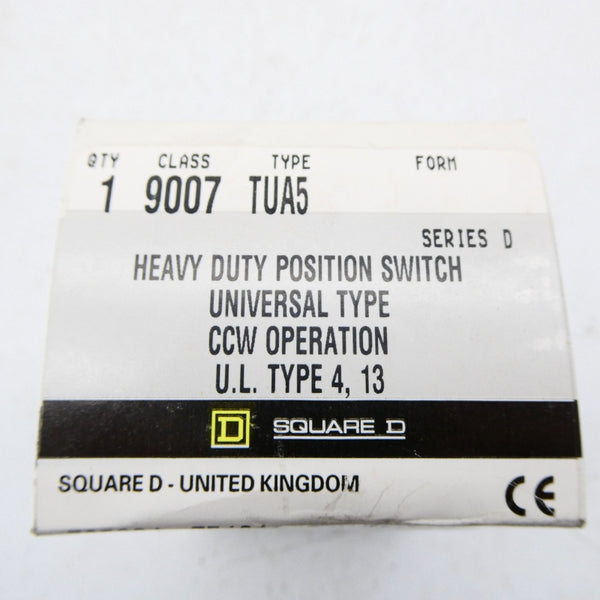 QTY CLASS TYPE FORM
1 9007 TUA5
SERIES D
HEAVY DUTY POSITION SWITCH
UNIVERSAL TYPE
CCW OPERATION
U.L. TYPE 4, 13
D SQUARE D
SQUARE D - UNITED KINGDOM
CE